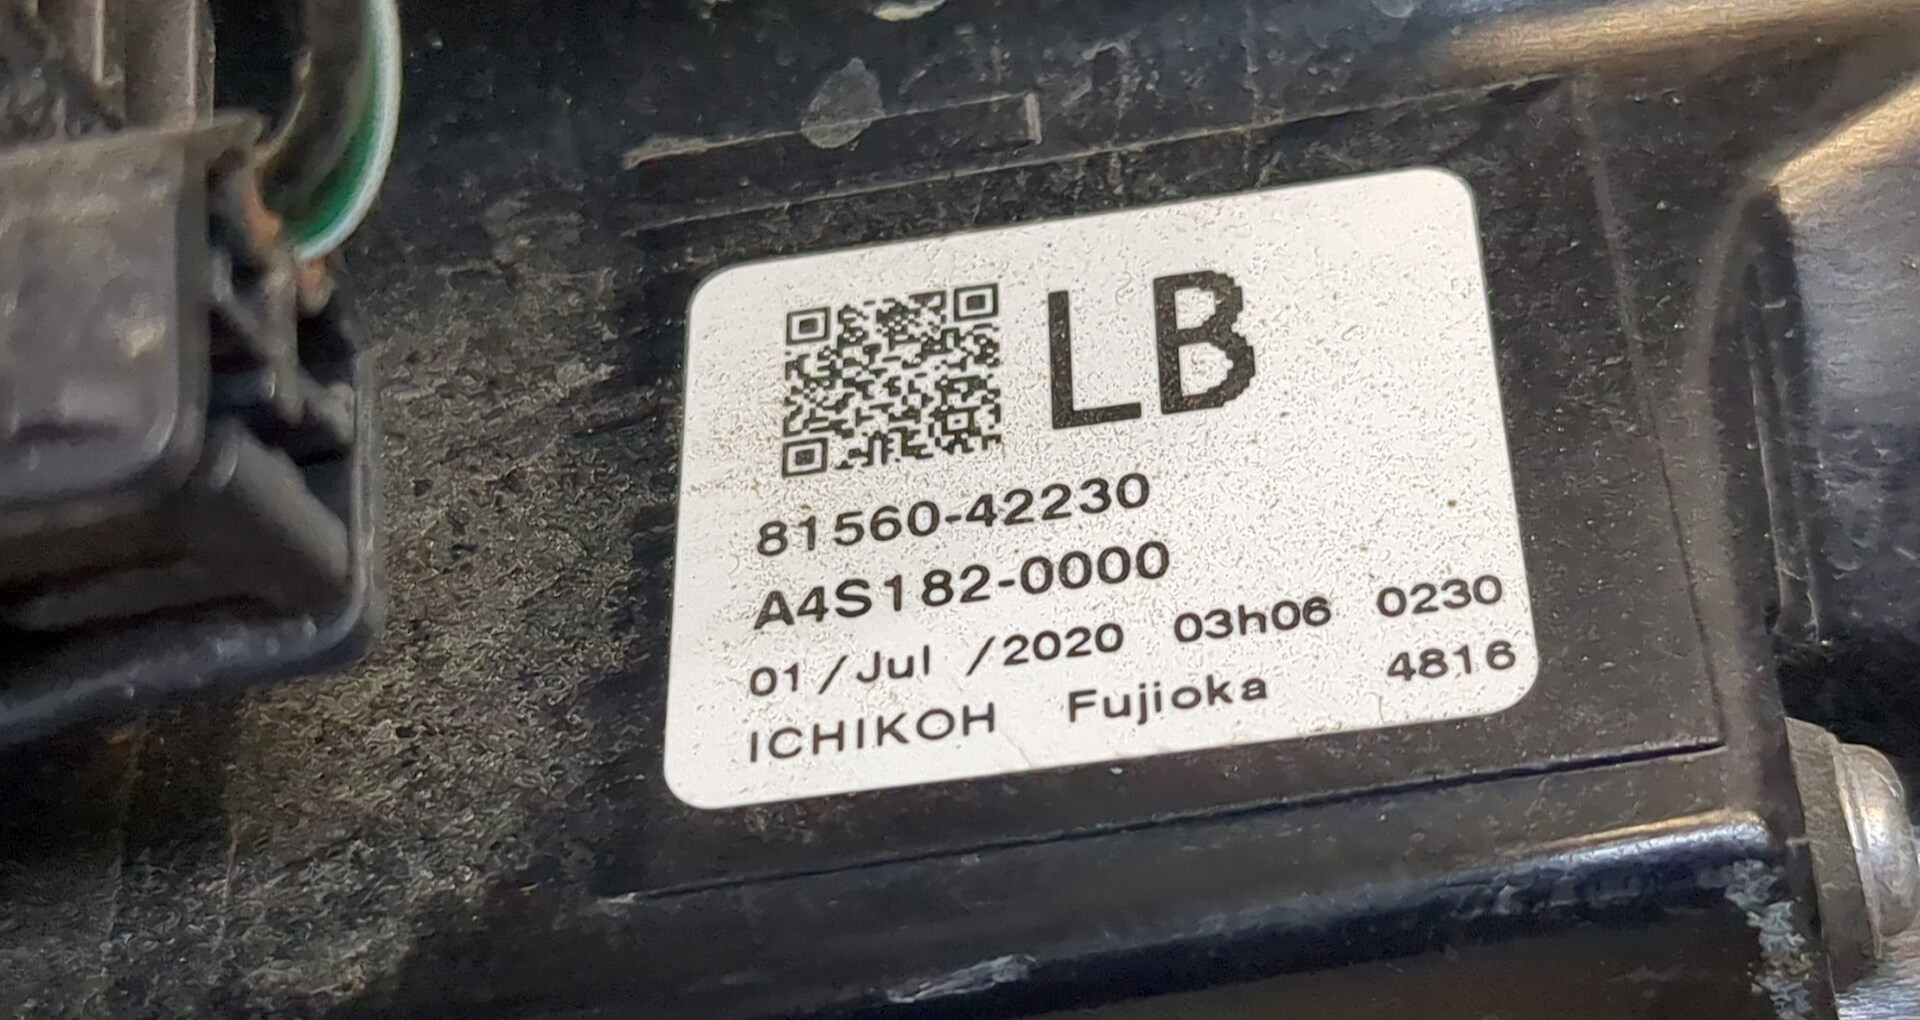 LB
81560-42230
A4S182-0000
01/Jul /2020 03h06 0230
ICHIKOH Fujioka 4816